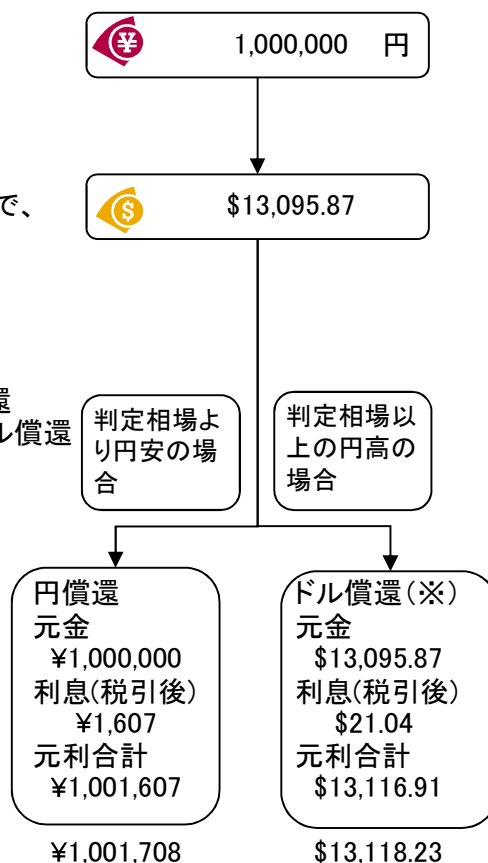 1,000,000 円
で、
$13,095.87
還
ル償還
判定相場よ
り円安の場
合
判定相場以
上の円高の
場合
円償還
元金
¥1,000,000
利息(税引後)
¥1,607
元利合計
¥1,001,607
ドル償還(※)
元金
$13,095.87
利息(税引後)
$21.04
元利合計
$13,116.91
¥1,001,708
$13,118.23